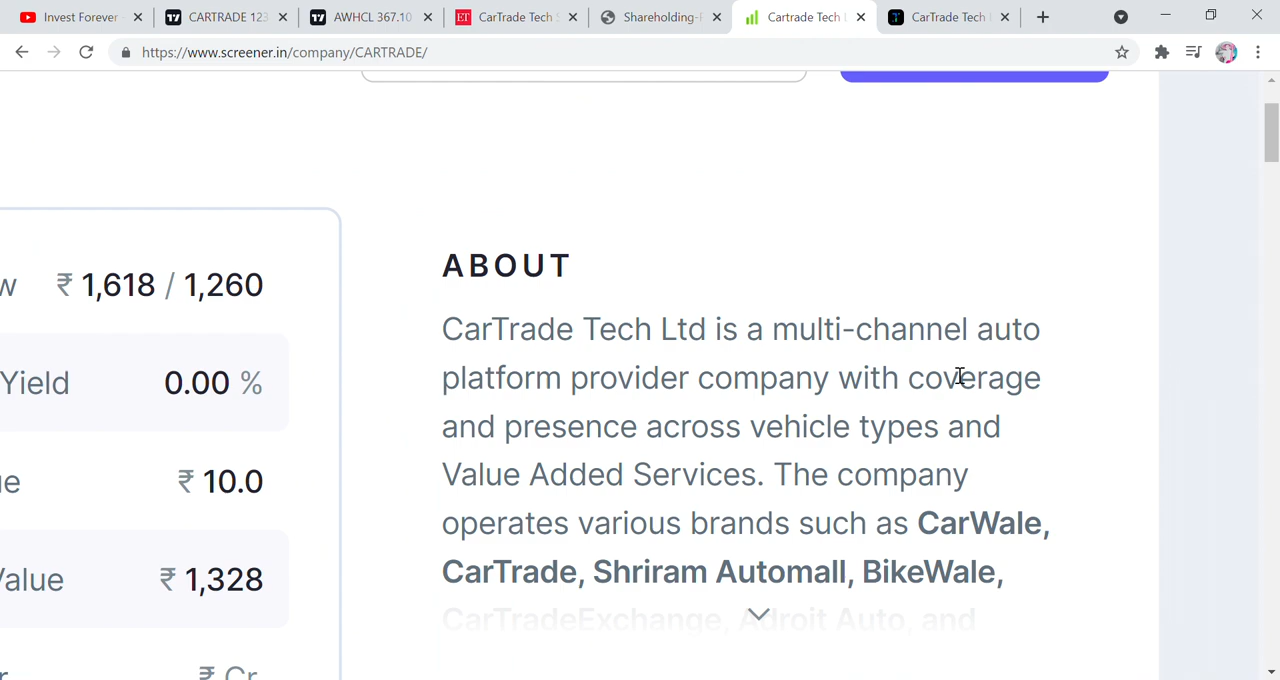 Invest Forever
CARTRADE 123
AWHCL 367.10
CarTrade Tech S
Shareholding-P
Cartrade Tech L
CarTrade Tech L
https://www.screener.in/company/CARTRADE/
ABOUT
w ₹ 1,618 / 1,260
CarTrade Tech Ltd is a multi-channel auto
Yield 0.00 %
platform provider company with coverage
and presence across vehicle types and
ue ₹ 10.0
Value Added Services. The company
operates various brands such as CarWale,
Value ₹ 1,328
CarTrade, Shriram Automall, BikeWale,
CarTradeExchange, Adroit Auto, and
₹ Cr.